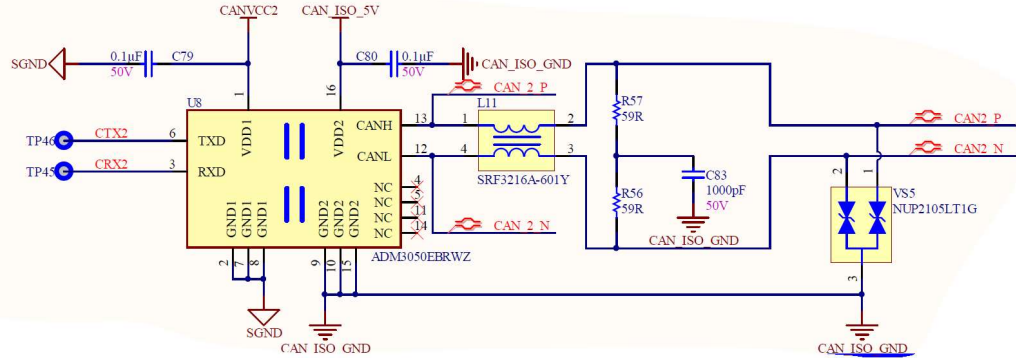 CANVCC2
CAN_ISO_5V
SGND
0.1µF
C79
50V
C80
0.1µF
50V
CAN_ISO_GND
CAN_2_P
U8
1
16
VDD1
VDD2
L11
TP46
CTX2
6
TXD
CANH
13
1
2
R57
59R
CAN2_P
TP45
CRX2
3
RXD
CANL
12
4
3
CAN2_N
SRF3216A-601Y
C83
1000pF
50V
NC
4
NC
5
NC
11
NC
14
R56
59R
2
1
VS5
NUP2105LT1G
GND1
GND1
GND1
GND2
GND2
GND2
CAN_2_N
CAN_ISO_GND
ADM3050EBRWZ
2
7
8
9
10
15
3
SGND
CAN_ISO_GND
CAN_ISO_GND